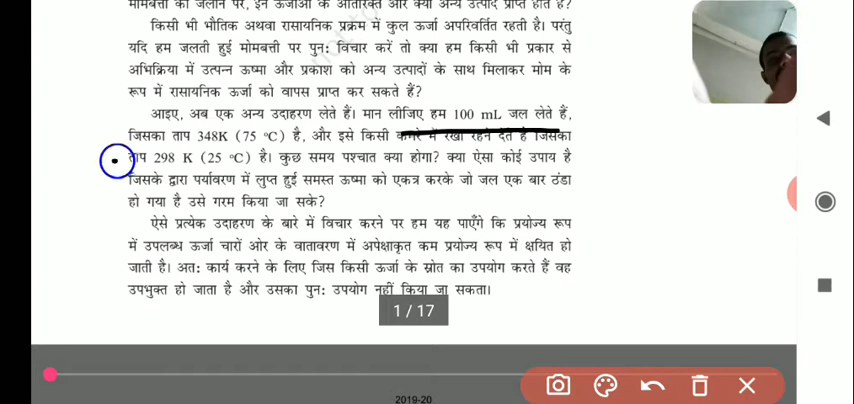 मोमबत्ती को जलाने पर, इन ऊर्जाओं के अतिरिक्त और क्या अन्य उत्पाद प्राप्त होते हैं?
किसी भी भौतिक अथवा रासायनिक प्रक्रम में कुल ऊर्जा अपरिवर्तित रहती है। परंतु
यदि हम जलती हुई मोमबत्ती पर पुन: विचार करें तो क्या हम किसी भी प्रकार से
अभिक्रिया में उत्पन्न ऊष्मा और प्रकाश को अन्य उत्पादों के साथ मिलाकर मोम के
रूप में रासायनिक ऊर्जा को वापस प्राप्त कर सकते हैं?
आइए, अब एक अन्य उदाहरण लेते हैं। मान लीजिए हम 100 mL जल लेते हैं,
जिसका ताप 348K (75 °C) है, और इसे किसी कमरे में रखा रहने देते हैं जिसका
ताप 298 K (25 °C) है। कुछ समय पश्चात क्या होगा? क्या ऐसा कोई उपाय है
जिसके द्वारा पर्यावरण में लुप्त हुई समस्त ऊष्मा को एकत्र करके जो जल एक बार ठंडा
हो गया है उसे गरम किया जा सके?
ऐसे प्रत्येक उदाहरण के बारे में विचार करने पर हम यह पाएँगे कि प्रयोज्य रूप
में उपलब्ध ऊर्जा चारों ओर के वातावरण में अपेक्षाकृत कम प्रयोज्य रूप में क्षयित हो
जाती है। अत: कार्य करने के लिए जिस किसी ऊर्जा के स्रोत का उपयोग करते हैं वह
उपभुक्त हो जाता है और उसका पुन: उपयोग नहीं किया जा सकता।
1 / 17
2019-20